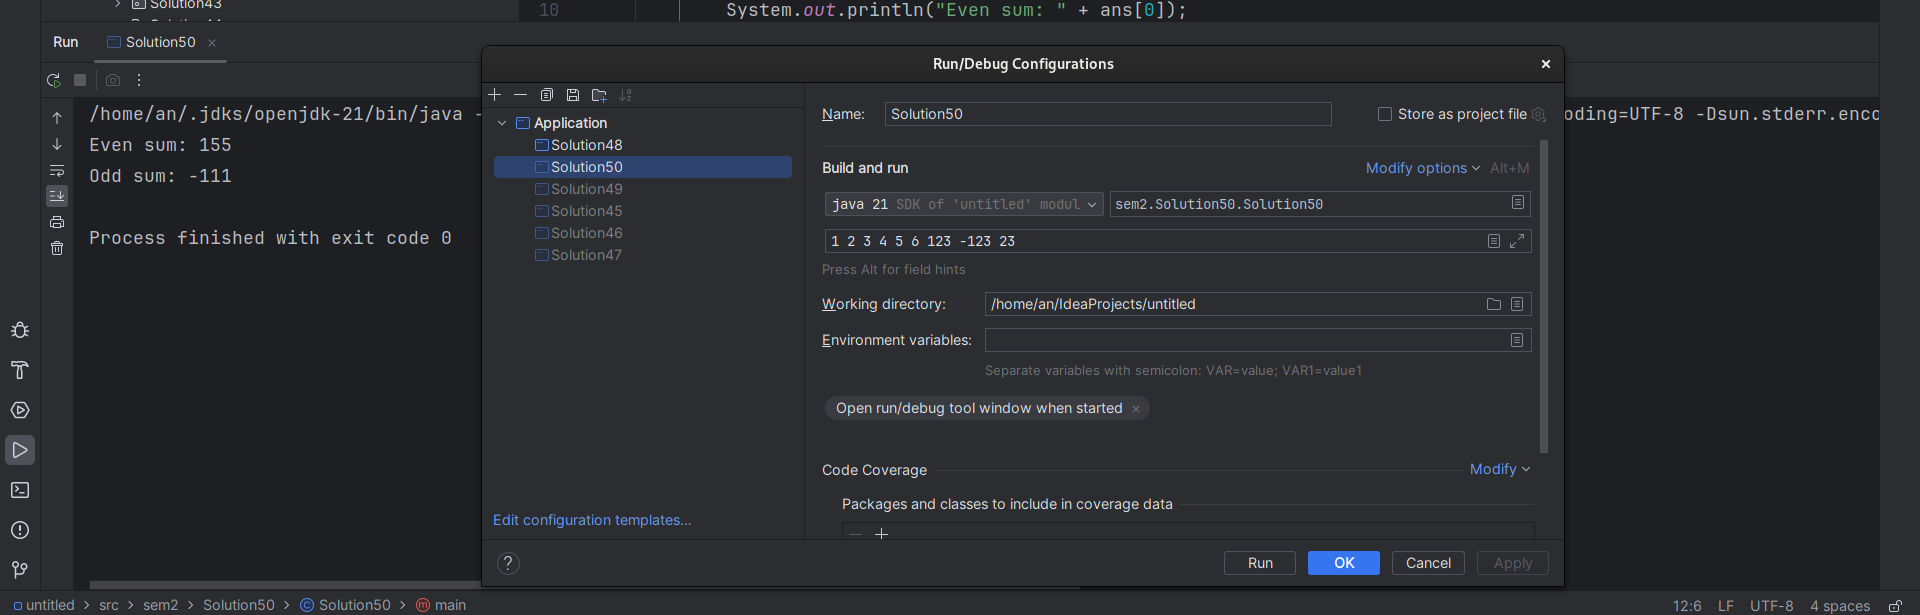 Solution43
10 System.out.println("Even sum: " + ans[0]);
Run Solution50
/home/an/.jdks/openjdk-21/bin/java -
oding=UTF-8 -Dsun.stderr.enco
Even sum: 155
Odd sum: -111
Process finished with exit code 0
Run/Debug Configurations
Application
Solution48
Solution50
Solution49
Solution45
Solution46
Solution47
Edit configuration templates...
Name: Solution50 Store as project file
Build and run Modify options Alt+M
java 21 SDK of 'untitled' modul sem2.Solution50.Solution50
1 2 3 4 5 6 123 -123 23
Press Alt for field hints
Working directory: /home/an/IdeaProjects/untitled
Environment variables:
Separate variables with semicolon: VAR=value; VAR1=value1
Open run/debug tool window when started
Code Coverage Modify
Packages and classes to include in coverage data
? Run OK Cancel Apply
untitled > src > sem2 > Solution50 > Solution50 > main 12:6 LF UTF-8 4 spaces